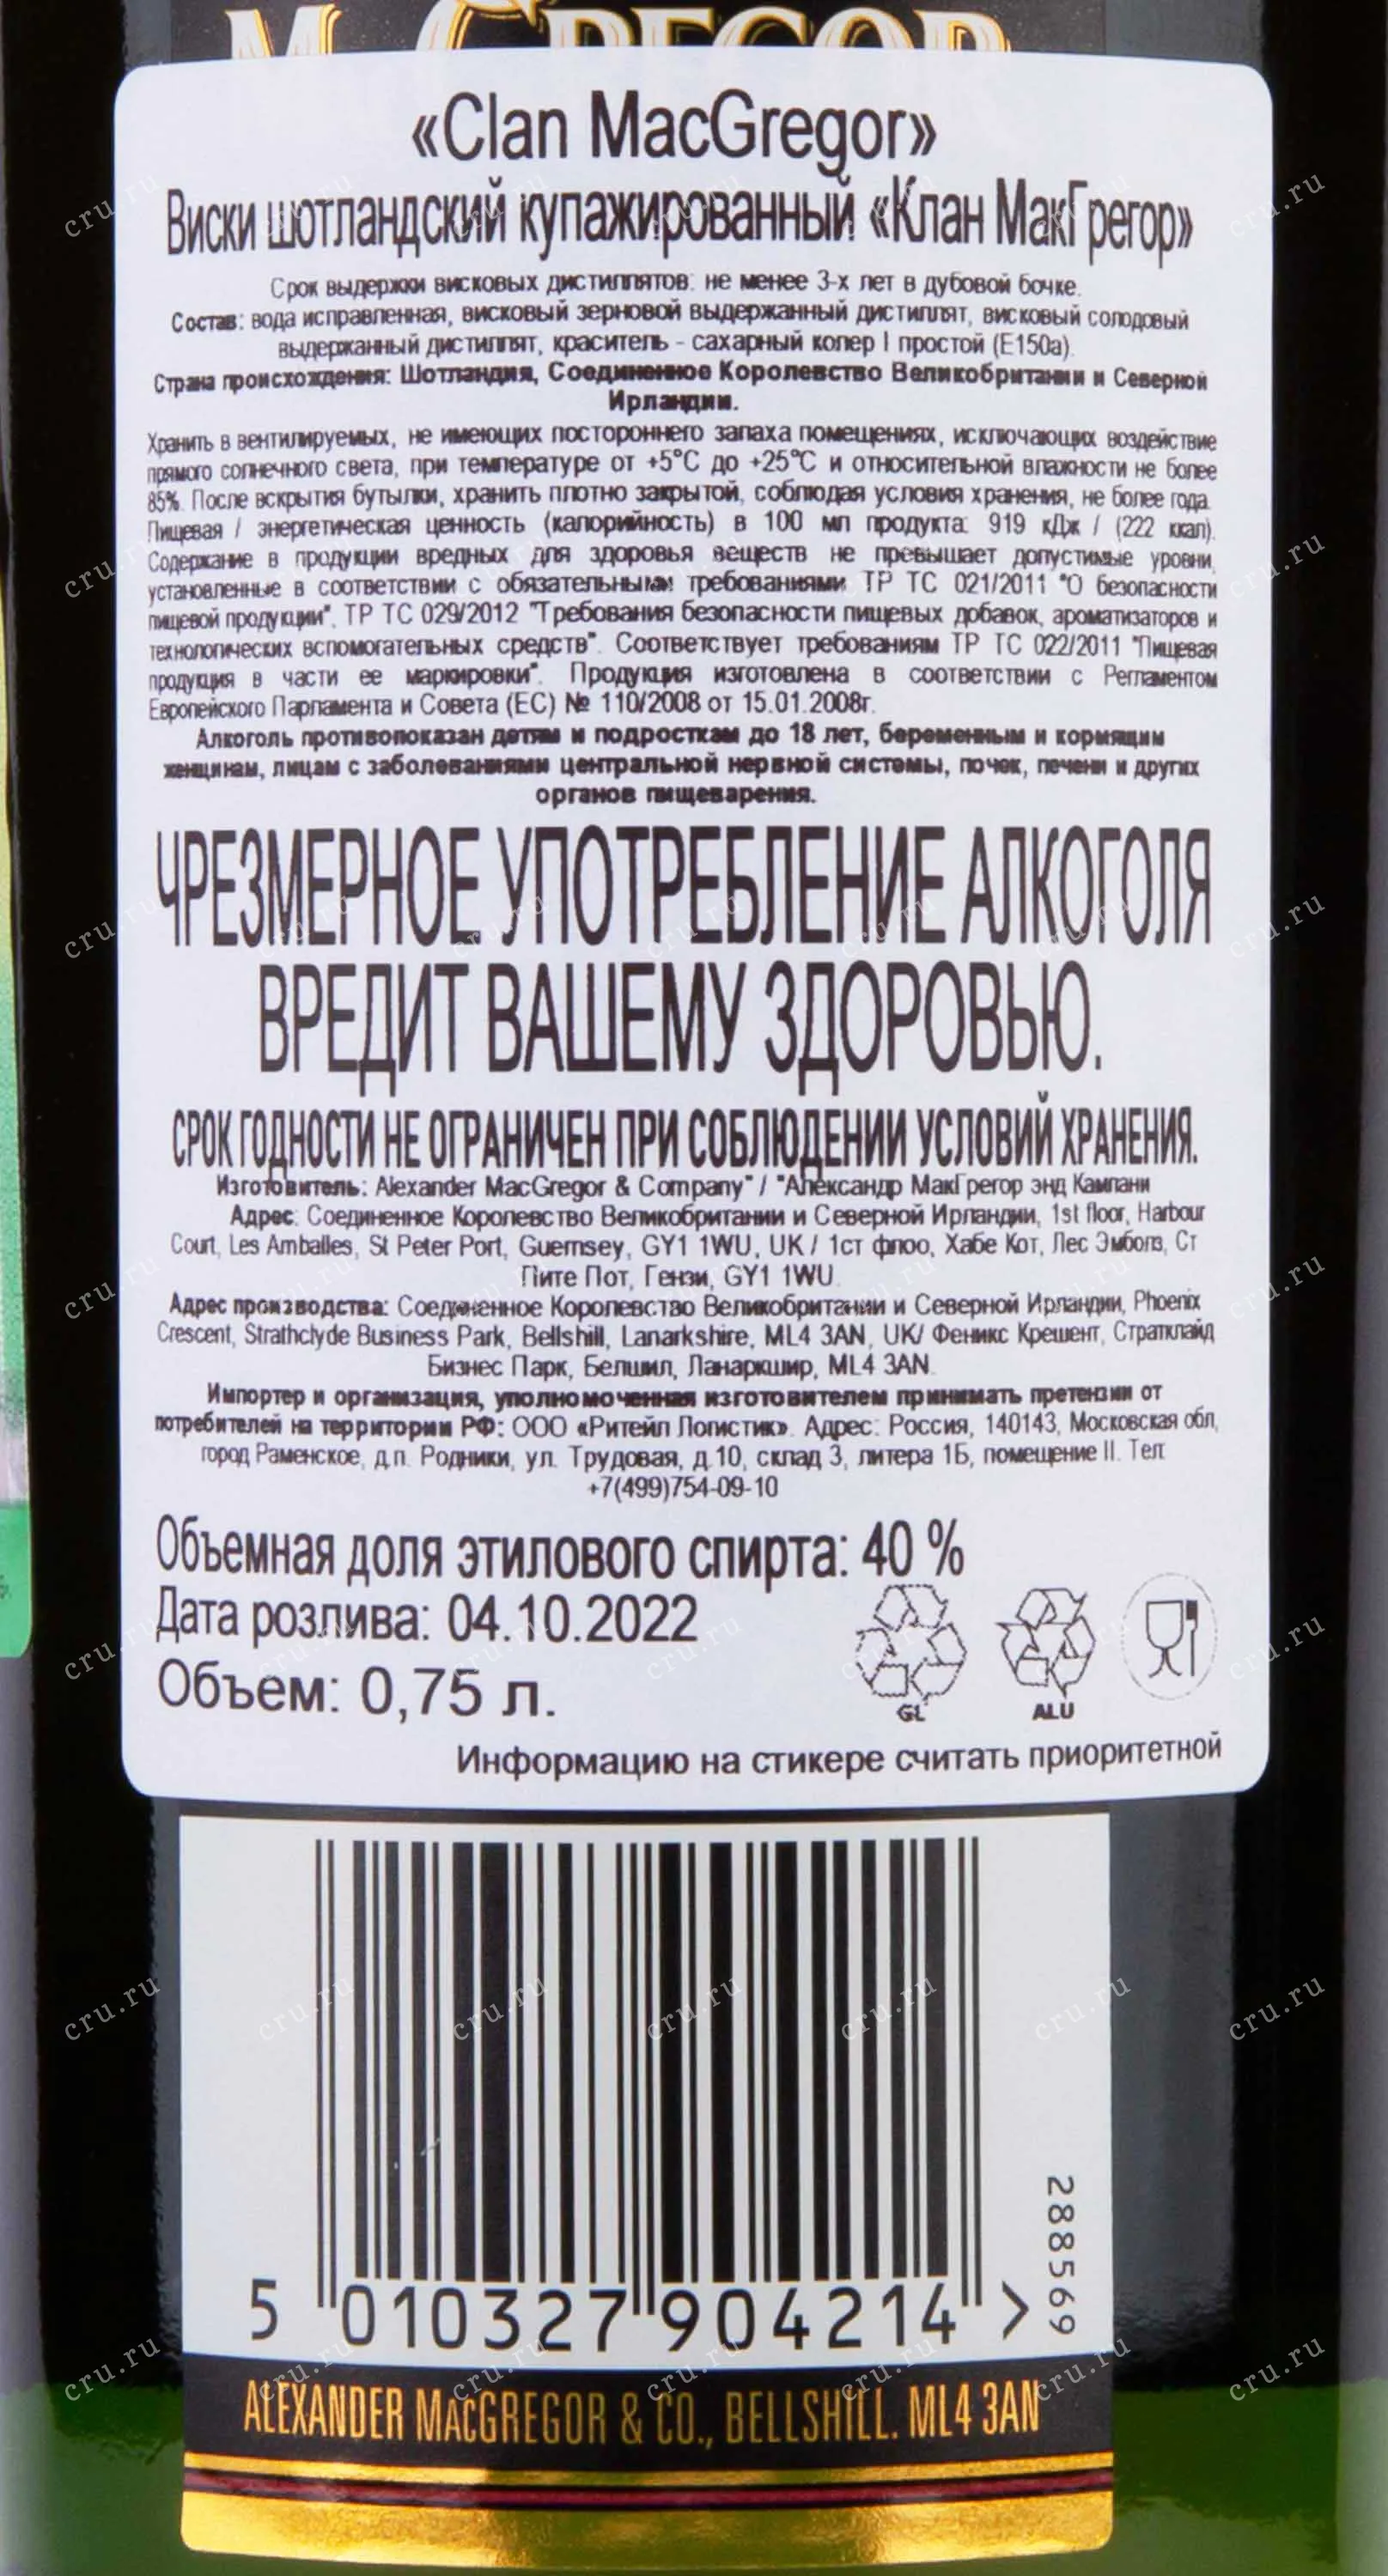 McGREGOR
«Clan MacGregor»
Виски шотландский купажированный «Клан МакГрегор»
Срок выдержки висковых дистиллятов: не менее 3-х лет в дубовой бочке.
Состав: вода исправленная, висковый зерновой выдержанный дистиллят, висковый солодовый
выдержанный дистиллят, краситель - сахарный колер I простой (Е150а).
Страна происхождения: Шотландия, Соединенное Королевство Великобритании и Северной
Ирландии.
Хранить в вентилируемых, не имеющих постороннего запаха помещениях, исключающих воздействие
прямого солнечного света, при температуре от +5°С до +25°С и относительной влажности не более
85%. После вскрытия бутылки, хранить плотно закрытой, соблюдая условия хранения, не более года.
Пищевая / энергетическая ценность (калорийность) в 100 мл продукта: 919 кДж / (222 ккал).
Содержание в продукции вредных для здоровья веществ не превышает допустимые уровни,
установленные в соответствии с обязательными требованиями ТР ТС 021/2011 "О безопасности
пищевой продукции", ТР ТС 029/2012 "Требования безопасности пищевых добавок, ароматизаторов и
технологических вспомогательных средств". Соответствует требованиям ТР ТС 022/2011 "Пищевая
продукция в части ее маркировки". Продукция изготовлена в соответствии с Регламентом
Европейского Парламента и Совета (ЕС) № 110/2008 от 15.01.2008г.
Алкоголь противопоказан детям и подросткам до 18 лет, беременным и кормящим
женщинам, лицам с заболеваниями центральной нервной системы, почек, печени и других
органов пищеварения.
ЧРЕЗМЕРНОЕ УПОТРЕБЛЕНИЕ АЛКОГОЛЯ
ВРЕДИТ ВАШЕМУ ЗДОРОВЬЮ.
СРОК ГОДНОСТИ НЕ ОГРАНИЧЕН ПРИ СОБЛЮДЕНИИ УСЛОВИЙ ХРАНЕНИЯ.
Изготовитель: Alexander MacGregor & Company" / "Александр МакГрегор энд Кампани
Адрес: Соединенное Королевство Великобритании и Северной Ирландии, 1st floor, Harbour
Court, Les Amballes, St Peter Port, Guernsey, GY1 1WU, UK / 1ст флоо, Хабе Кот, Лес Эмболз, Ст
Пите Пот, Гензи, GY1 1WU.
Адрес производства: Соединенное Королевство Великобритании и Северной Ирландии, Phoenix
Crescent, Strathclyde Business Park, Bellshill, Lanarkshire, ML4 3AN, UK/ Феникс Крешент, Стратклайд
Бизнес Парк, Белшил, Ланаркшир, ML4 3AN.
Импортер и организация, уполномоченная изготовителем принимать претензии от
потребителей на территории РФ: ООО «Ритейл Логистик». Адрес: Россия, 140143, Московская обл,
город Раменское, д.п. Родники, ул. Трудовая, д.10, склад 3, литера 1Б, помещение II. Тел:
+7(499)754-09-10
Объемная доля этилового спирта: 40 %
Дата розлива: 04.10.2022
Объем: 0,75 л.
GL
ALU
Информацию на стикере считать приоритетной
288569
5 010327 904214 >
ALEXANDER MACGREGOR & CO., BELLSHILL. ML4 3AN
cru.ru